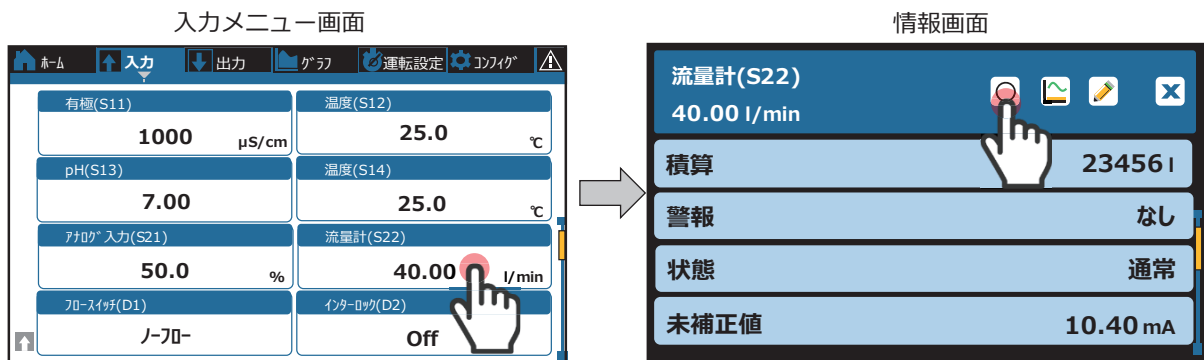 入力メニュー画面
情報画面
ﾎｰﾑ 入力 出力 ｸﾞﾗﾌ 運転設定 ｺﾝﾌｨｸﾞ
有極(S11) 温度(S12)
1000 µS/cm 25.0 ℃
pH(S13) 温度(S14)
7.00 25.0 ℃
ｱﾅﾛｸﾞ入力(S21) 流量計(S22)
50.0 % 40.00 l/min
ﾌﾛｰｽｲｯﾁ(D1) ｲﾝﾀｰﾛｯｸ(D2)
ﾉｰﾌﾛｰ Off
流量計(S22)
40.00 l/min
積算 23456 l
警報 なし
状態 通常
未補正値 10.40 mA